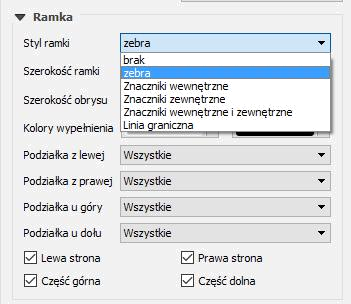 Ramka
Styl ramki zebra
brak
Szerokość ramki zebra
Znaczniki wewnętrzne
Szerokość obrysu Znaczniki zewnętrzne
Znaczniki wewnętrzne i zewnętrzne
Kolory wypełnienia Linia graniczna
Podziałka z lewej Wszystkie
Podziałka z prawej Wszystkie
Podziałka u góry Wszystkie
Podziałka u dołu Wszystkie
Lewa strona Prawa strona
Część górna Część dolna